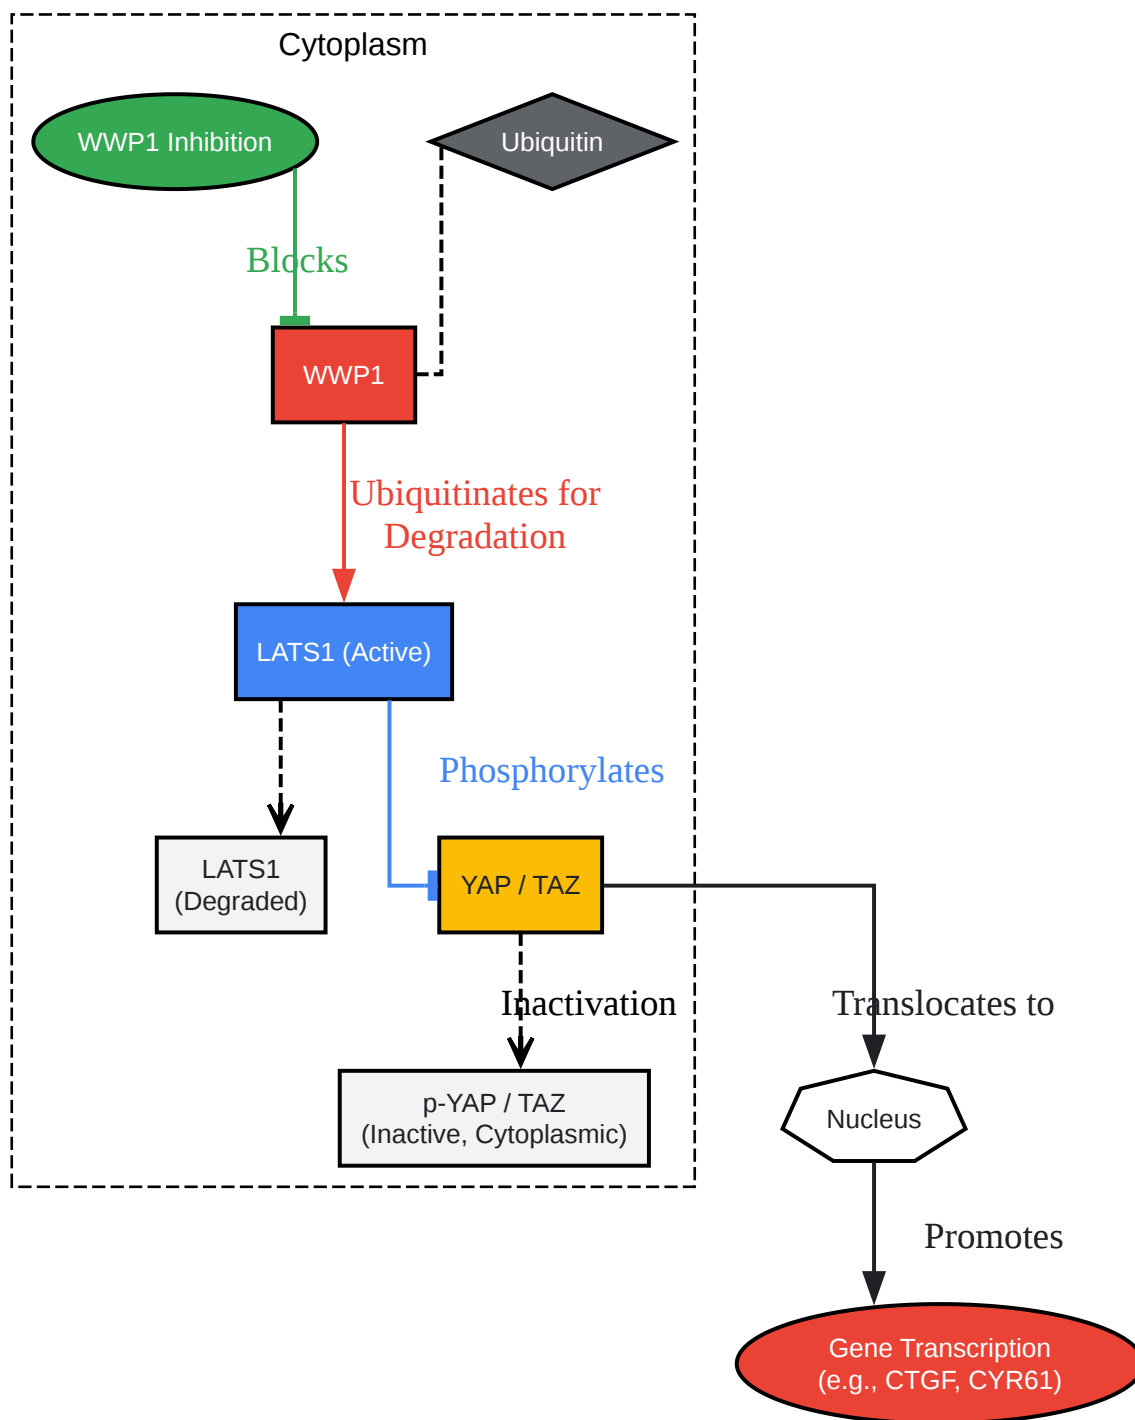 Cytoplasm
WWP1 Inhibition
Ubiquitin
Blocks
WWP1
Ubiquitinates for
Degradation
LATS1 (Active)
Phosphorylates
LATS1
(Degraded)
YAP / TAZ
Inactivation
Translocates to
p-YAP / TAZ
(Inactive, Cytoplasmic)
Nucleus
Promotes
Gene Transcription
(e.g., CTGF, CYR61)